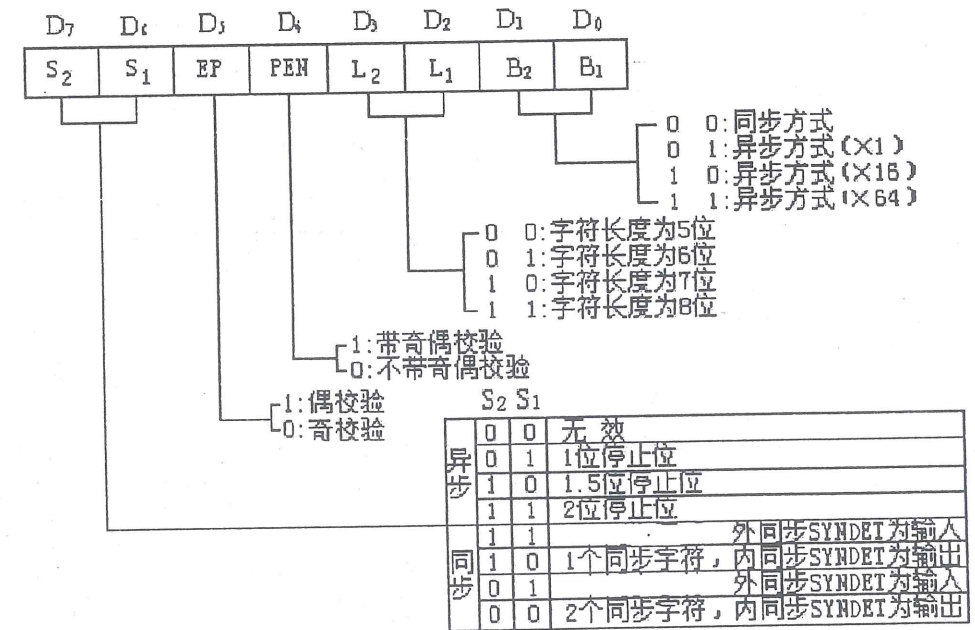 D7 D6 D5 D4 D3 D2 D1 D0
S2 S1 EP PEN L2 L1 B2 B1
0 0:同步方式
0 1:异步方式(×1)
1 0:异步方式(×16)
1 1:异步方式(×64)
0 0:字符长度为5位
0 1:字符长度为6位
1 0:字符长度为7位
1 1:字符长度为8位
1:带奇偶校验
0:不带奇偶校验
1:偶校验
0:奇校验
S2 S1
异步
0 0 无 效
0 1 1位停止位
1 0 1.5位停止位
1 1 2位停止位
同步
1 1 外同步SYNDET为输入
1 0 1个同步字符,内同步SYNDET为输出
0 1 外同步SYNDET为输入
0 0 2个同步字符,内同步SYNDET为输出